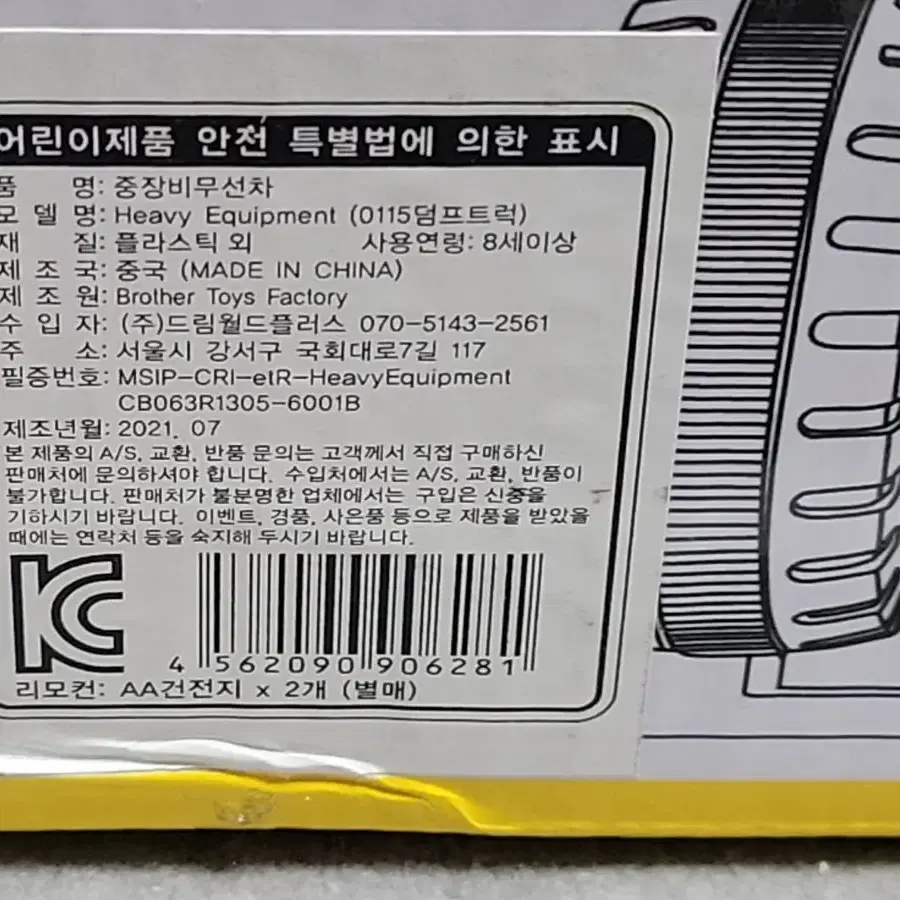 어린이제품 안전 특별법에 의한 표시
품 명: 중장비무선차
모 델 명: Heavy Equipment (0115덤프트럭)
재 질: 플라스틱 외 사용연령: 8세이상
제 조 국: 중국 (MADE IN CHINA)
제 조 원: Brother Toys Factory
수 입 자: (주)드림월드플러스 070-5143-2561
주 소: 서울시 강서구 국회대로7길 117
필증번호: MSIP-CRI-etR-HeavyEquipment
CB063R1305-6001B
제조년월: 2021. 07
본 제품의 A/S, 교환, 반품 문의는 고객께서 직접 구매하신
판매처에 문의하셔야 합니다. 수입처에서는 A/S, 교환, 반품이
불가합니다. 판매처가 불분명한 업체에서는 구입은 신중을
기하시기 바랍니다. 이벤트, 경품, 사은품 등으로 제품을 받았을
때에는 연락처 등을 숙지해 두시기 바랍니다.
KC
4 562090 906281
리모컨: AA건전지 x 2개 (별매)